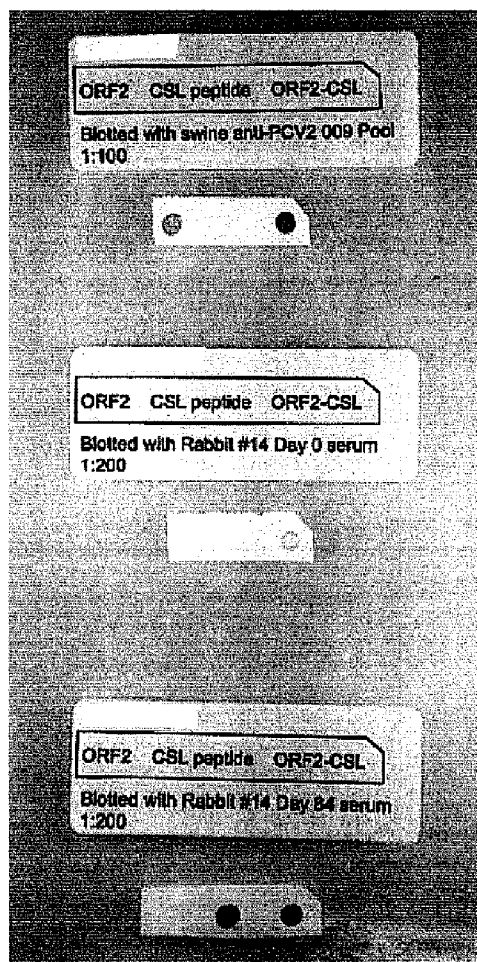 ORF2 CSL peptide ORF2-CSL
Blotted with swine anti-PCV2 009 Pool
1:100
ORF2 CSL peptide ORF2-CSL
Blotted with Rabbit #14 Day 0 serum
1:200
ORF2 CSL peptide ORF2-CSL
Blotted with Rabbit #14 Day 84 serum
1:200